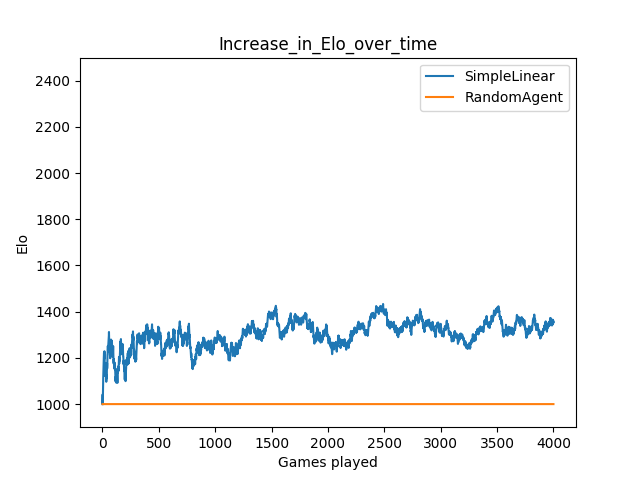 Increase_in_Elo_over_time
SimpleLinear
RandomAgent
2400
2200
2000
1800
1600
1400
1200
1000
Elo
0 500 1000 1500 2000 2500 3000 3500 4000
Games played